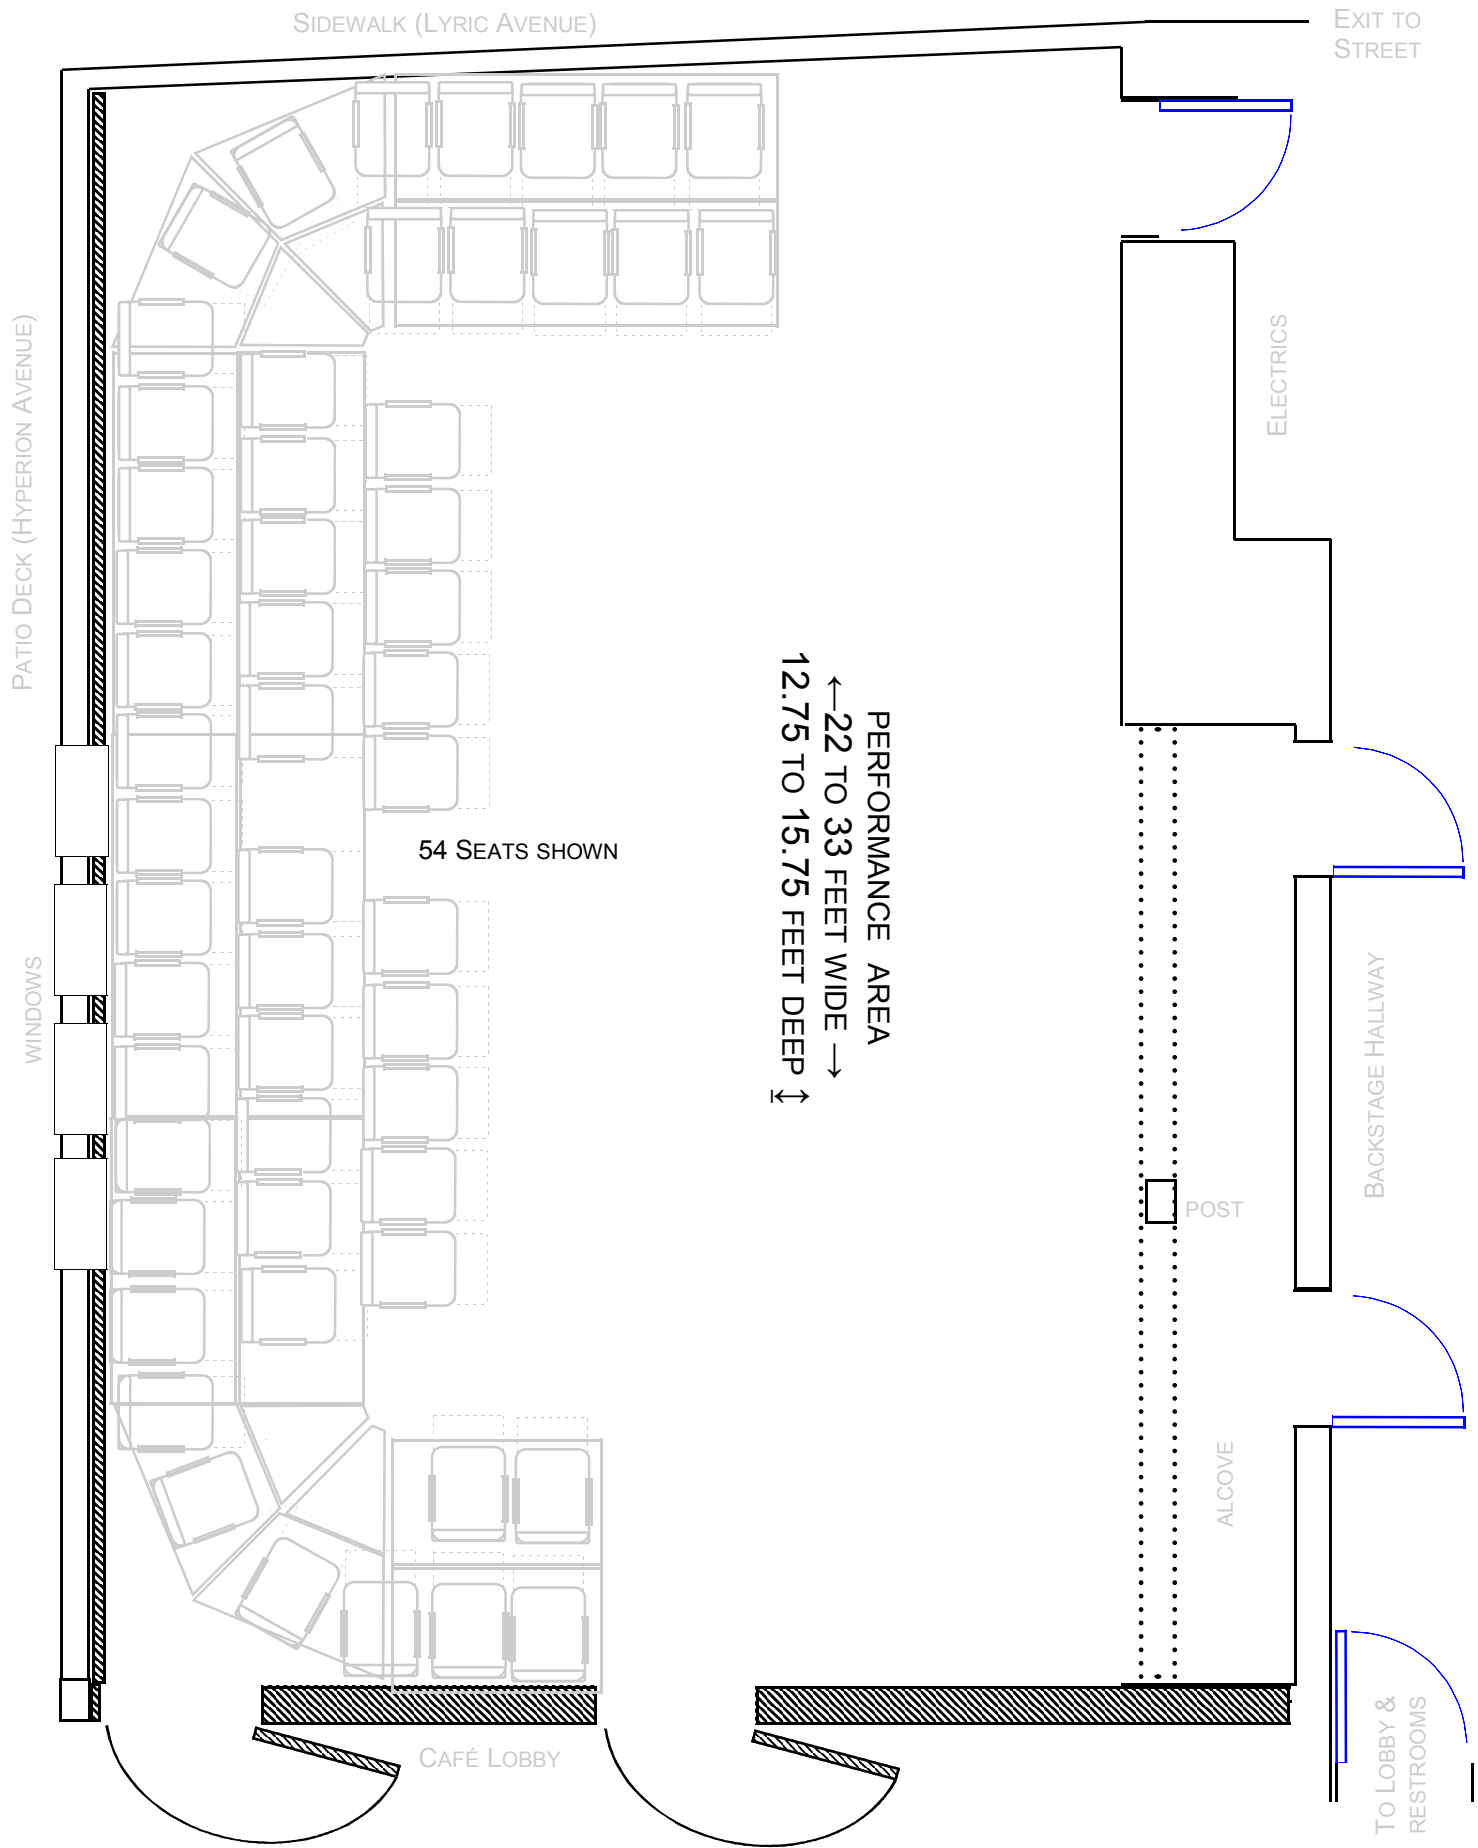 SIDEWALK (LYRIC AVENUE)
EXIT TO
STREET
PATIO DECK (HYPERION AVENUE)
ELECTRICS
PERFORMANCE AREA
←22 TO 33 FEET WIDE →
12.75 TO 15.75 FEET DEEP ↕
54 SEATS SHOWN
WINDOWS
BACKSTAGE HALLWAY
POST
ALCOVE
CAFÉ LOBBY
TO LOBBY &
RESTROOMS